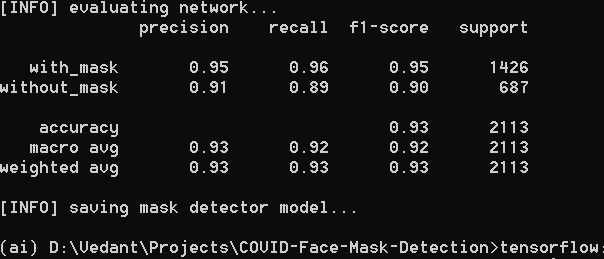 [INFO] evaluating network...
precision recall f1-score support
with_mask 0.95 0.96 0.95 1426
without_mask 0.91 0.89 0.90 687
accuracy 0.93 2113
macro avg 0.93 0.92 0.92 2113
weighted avg 0.93 0.93 0.93 2113
[INFO] saving mask detector model...
(ai) D:\Vedant\Projects\COVID-Face-Mask-Detection>tensorflow